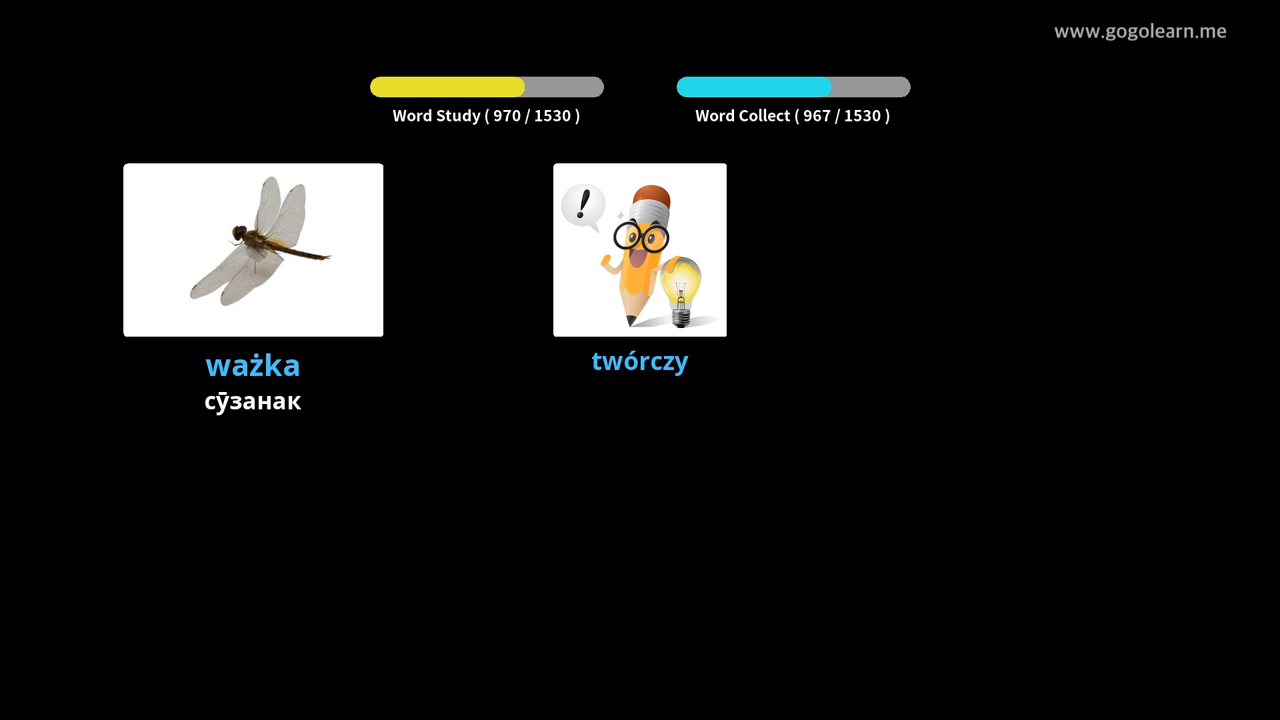 www.gogolearn.me
Word Study ( 970 / 1530 )
Word Collect ( 967 / 1530 )
ważka
сӯзанак
twórczy